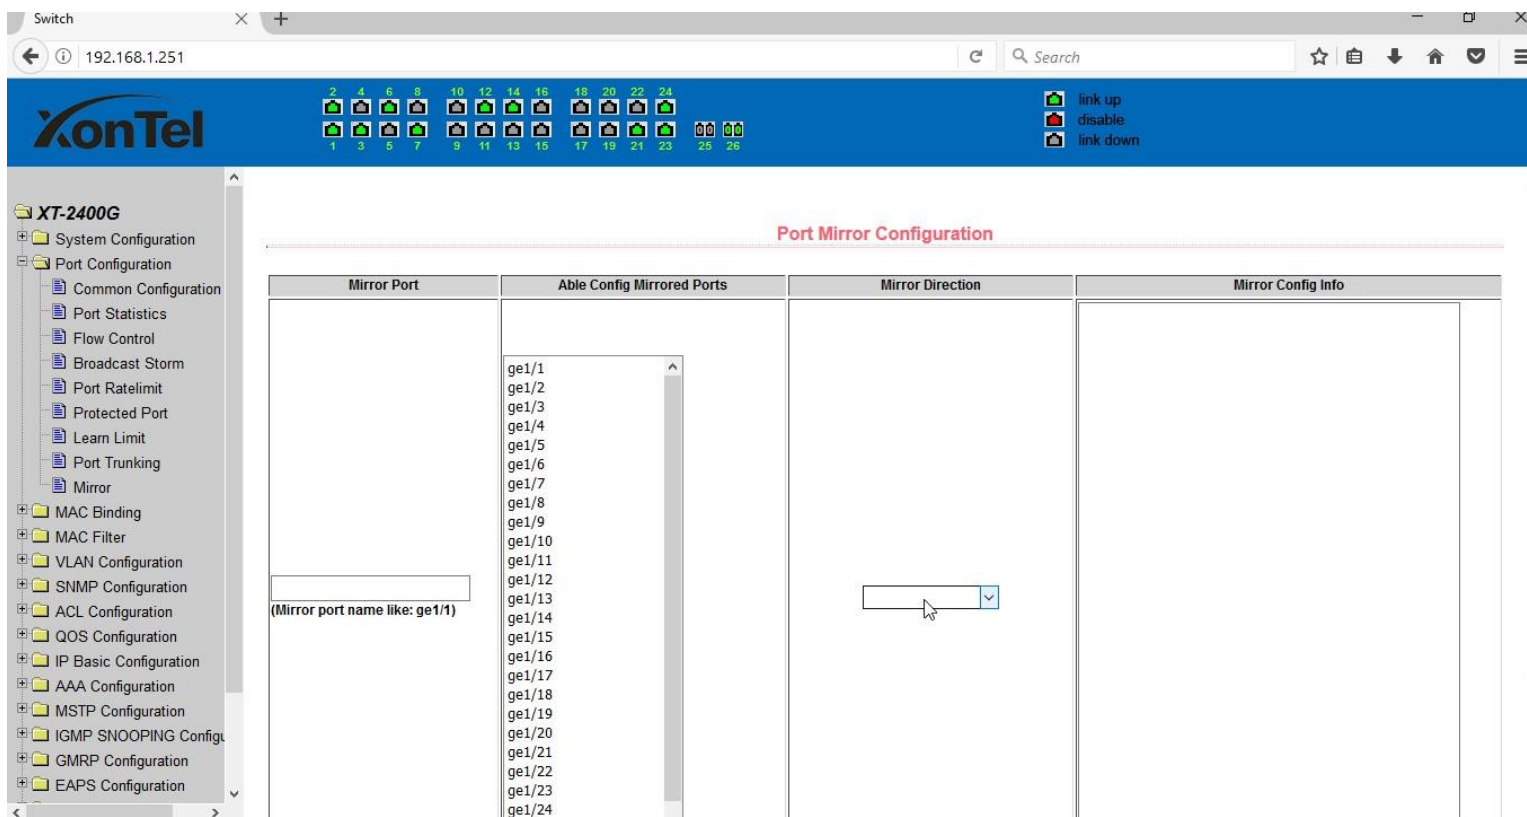 Switch
192.168.1.251
Search
XonTel
2 4 6 8 10 12 14 16 18 20 22 24
1 3 5 7 9 11 13 15 17 19 21 23 25 26
link up
disable
link down
XT-2400G
System Configuration
Port Configuration
Common Configuration
Port Statistics
Flow Control
Broadcast Storm
Port Ratelimit
Protected Port
Learn Limit
Port Trunking
Mirror
MAC Binding
MAC Filter
VLAN Configuration
SNMP Configuration
ACL Configuration
QOS Configuration
IP Basic Configuration
AAA Configuration
MSTP Configuration
IGMP SNOOPING Configu
GMRP Configuration
EAPS Configuration
Port Mirror Configuration
Mirror Port
Able Config Mirrored Ports
Mirror Direction
Mirror Config Info
(Mirror port name like: ge1/1)
ge1/1
ge1/2
ge1/3
ge1/4
ge1/5
ge1/6
ge1/7
ge1/8
ge1/9
ge1/10
ge1/11
ge1/12
ge1/13
ge1/14
ge1/15
ge1/16
ge1/17
ge1/18
ge1/19
ge1/20
ge1/21
ge1/22
ge1/23
ge1/24